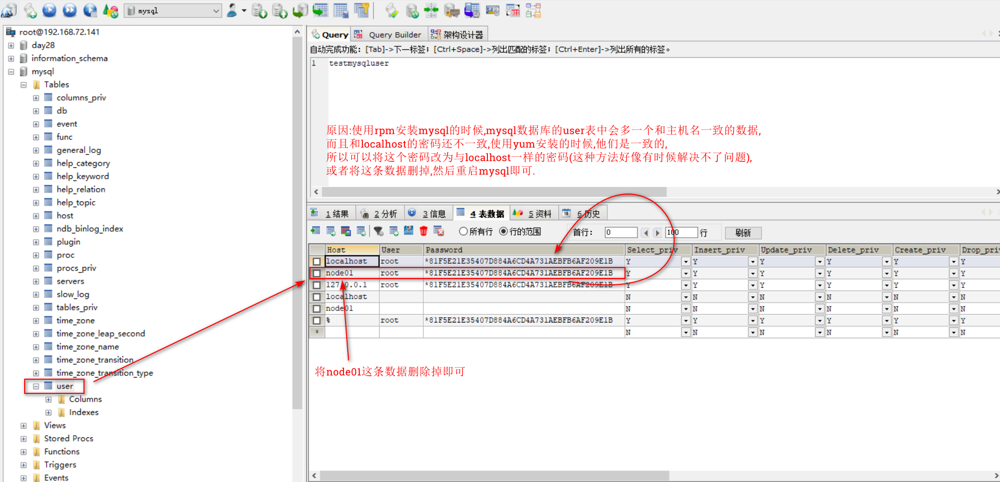 mysql
root@192.168.72.141
day28
information_schema
mysql
Tables
columns_priv
db
event
func
general_log
help_category
help_keyword
help_relation
help_topic
host
ndb_binlog_index
plugin
proc
procs_priv
servers
slow_log
tables_priv
time_zone
time_zone_leap_second
time_zone_name
time_zone_transition
time_zone_transition_type
user
Columns
Indexes
Views
Stored Procs
Functions
Triggers
Events
Query Query Builder 架构设计器
自动完成功能: [Tab]->下一标签; [Ctrl+Space]->列出匹配的标签; [Ctrl+Enter]->列出所有的标签。
1 testmysqluser
原因:使用rpm安装mysql的时候,mysql数据库的user表中会多一个和主机名一致的数据,
而且和localhost的密码还不一致,使用yum安装的时候,他们是一致的,
所以可以将这个密码改为与localhost一样的密码(这种方法好像有时候解决不了问题),
或者将这条数据删掉,然后重启mysql即可.
1 结果 2 分析 3 信息 4 表数据 5 资料 6 历史
所有行 行的范围 首行: 0 100 行 刷新
Host User Password Select_priv Insert_priv Update_priv Delete_priv Create_priv Drop_priv
localhost root *81F5E21E35407D884A6CD4A731AEBFB6AF209E1B Y Y Y Y Y Y
node01 root *81F5E21E35407D884A6CD4A731AEBFB6AF209E1B Y Y Y Y Y Y
127.0.0.1 root *81F5E21E35407D884A6CD4A731AEBFB6AF209E1B Y Y Y Y Y Y
localhost N N N N N N
node01 N N N N N N
% root *81F5E21E35407D884A6CD4A731AEBFB6AF209E1B Y Y Y Y Y Y
* N N N N N N
将node01这条数据删除掉即可